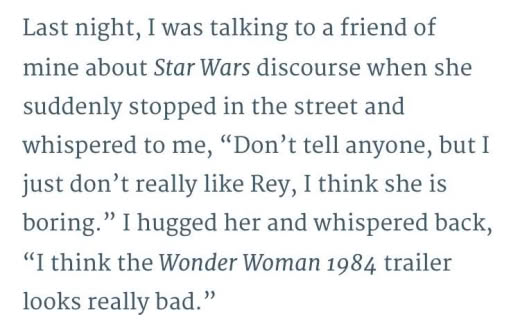 Last night, I was talking to a friend of
mine about Star Wars discourse when she
suddenly stopped in the street and
whispered to me, “Don’t tell anyone, but I
just don’t really like Rey, I think she is
boring.” I hugged her and whispered back,
“I think the Wonder Woman 1984 trailer
looks really bad.”